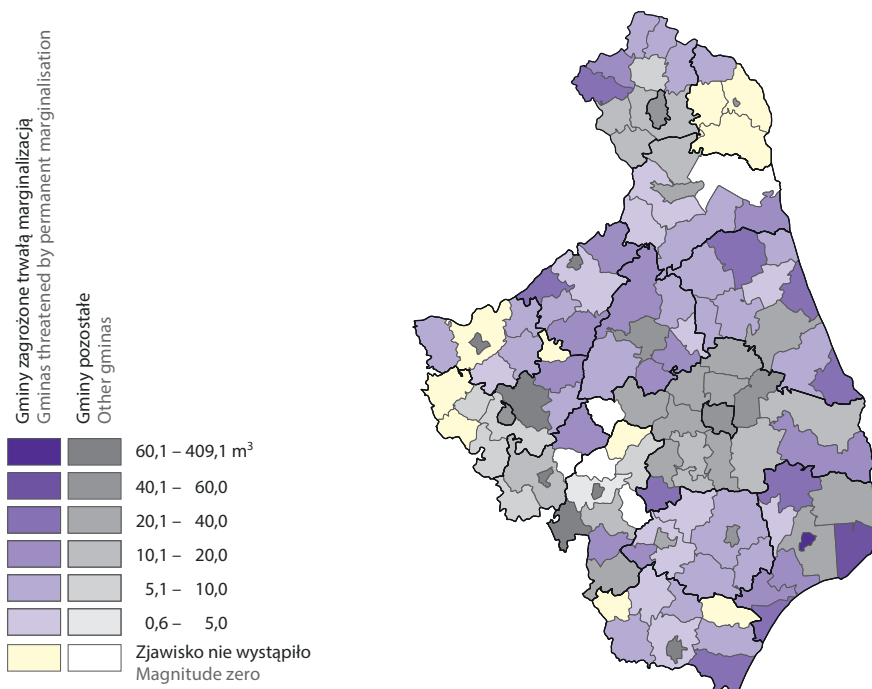 Gminy zagrożone trwałą marginalizacją
Gminas threatened by permanent marginalisation
Gminy pozostałe
Other gminas
60,1 – 409,1 m³
40,1 – 60,0
20,1 – 40,0
10,1 – 20,0
5,1 – 10,0
0,6 – 5,0
Zjawisko nie wystąpiło
Magnitude zero